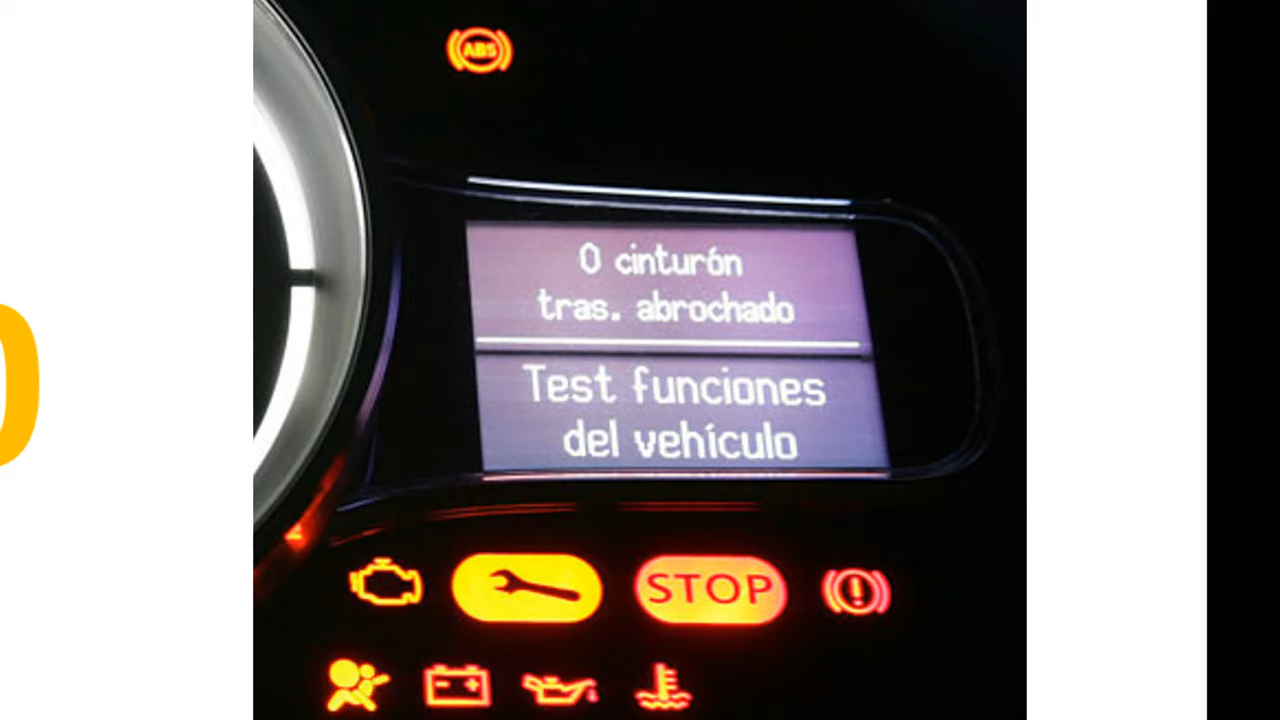 ABS
0 cinturón
tras. abrochado
Test funciones
del vehículo
STOP